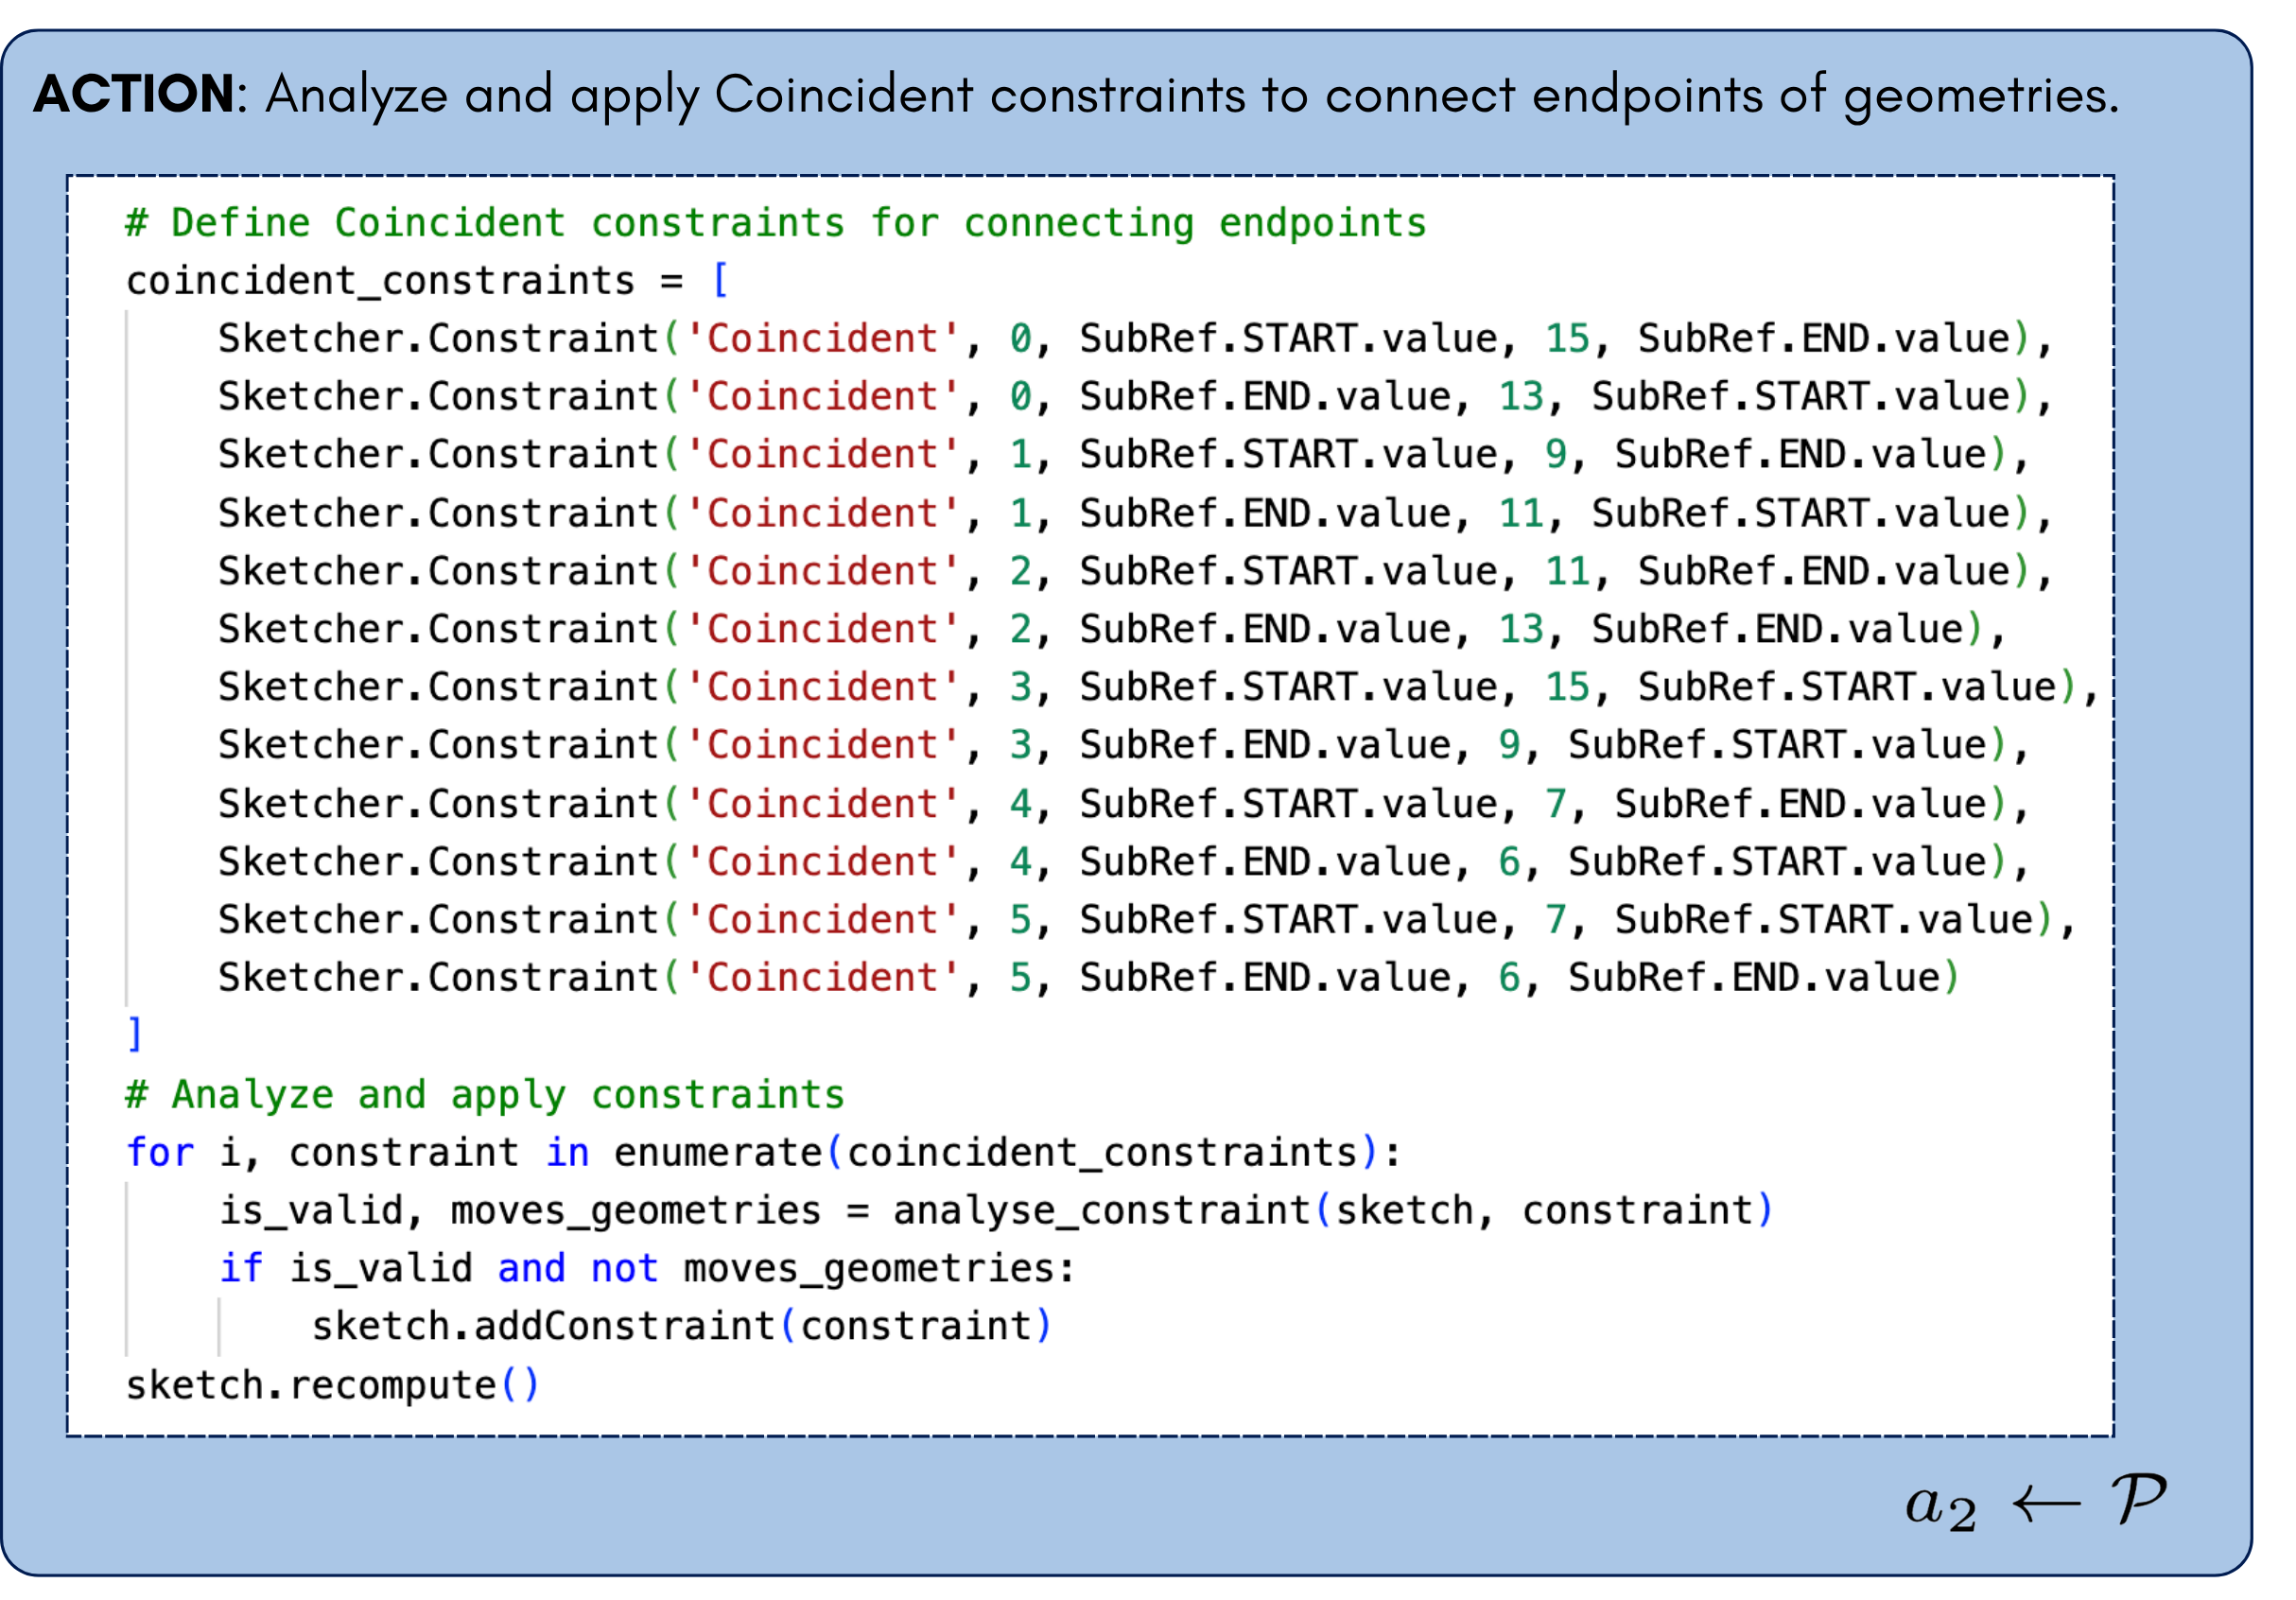 ACTION: Analyze and apply Coincident constraints to connect endpoints of geometries.
# Define Coincident constraints for connecting endpoints
coincident_constraints = [
    Sketcher.Constraint('Coincident', 0, SubRef.START.value, 15, SubRef.END.value),
    Sketcher.Constraint('Coincident', 0, SubRef.END.value, 13, SubRef.START.value),
    Sketcher.Constraint('Coincident', 1, SubRef.START.value, 9, SubRef.END.value),
    Sketcher.Constraint('Coincident', 1, SubRef.END.value, 11, SubRef.START.value),
    Sketcher.Constraint('Coincident', 2, SubRef.START.value, 11, SubRef.END.value),
    Sketcher.Constraint('Coincident', 2, SubRef.END.value, 13, SubRef.END.value),
    Sketcher.Constraint('Coincident', 3, SubRef.START.value, 15, SubRef.START.value),
    Sketcher.Constraint('Coincident', 3, SubRef.END.value, 9, SubRef.START.value),
    Sketcher.Constraint('Coincident', 4, SubRef.START.value, 7, SubRef.END.value),
    Sketcher.Constraint('Coincident', 4, SubRef.END.value, 6, SubRef.START.value),
    Sketcher.Constraint('Coincident', 5, SubRef.START.value, 7, SubRef.START.value),
    Sketcher.Constraint('Coincident', 5, SubRef.END.value, 6, SubRef.END.value)
]
# Analyze and apply constraints
for i, constraint in enumerate(coincident_constraints):
    is_valid, moves_geometries = analyse_constraint(sketch, constraint)
    if is_valid and not moves_geometries:
        sketch.addConstraint(constraint)
sketch.recompute()
a₂ ← 𝒫